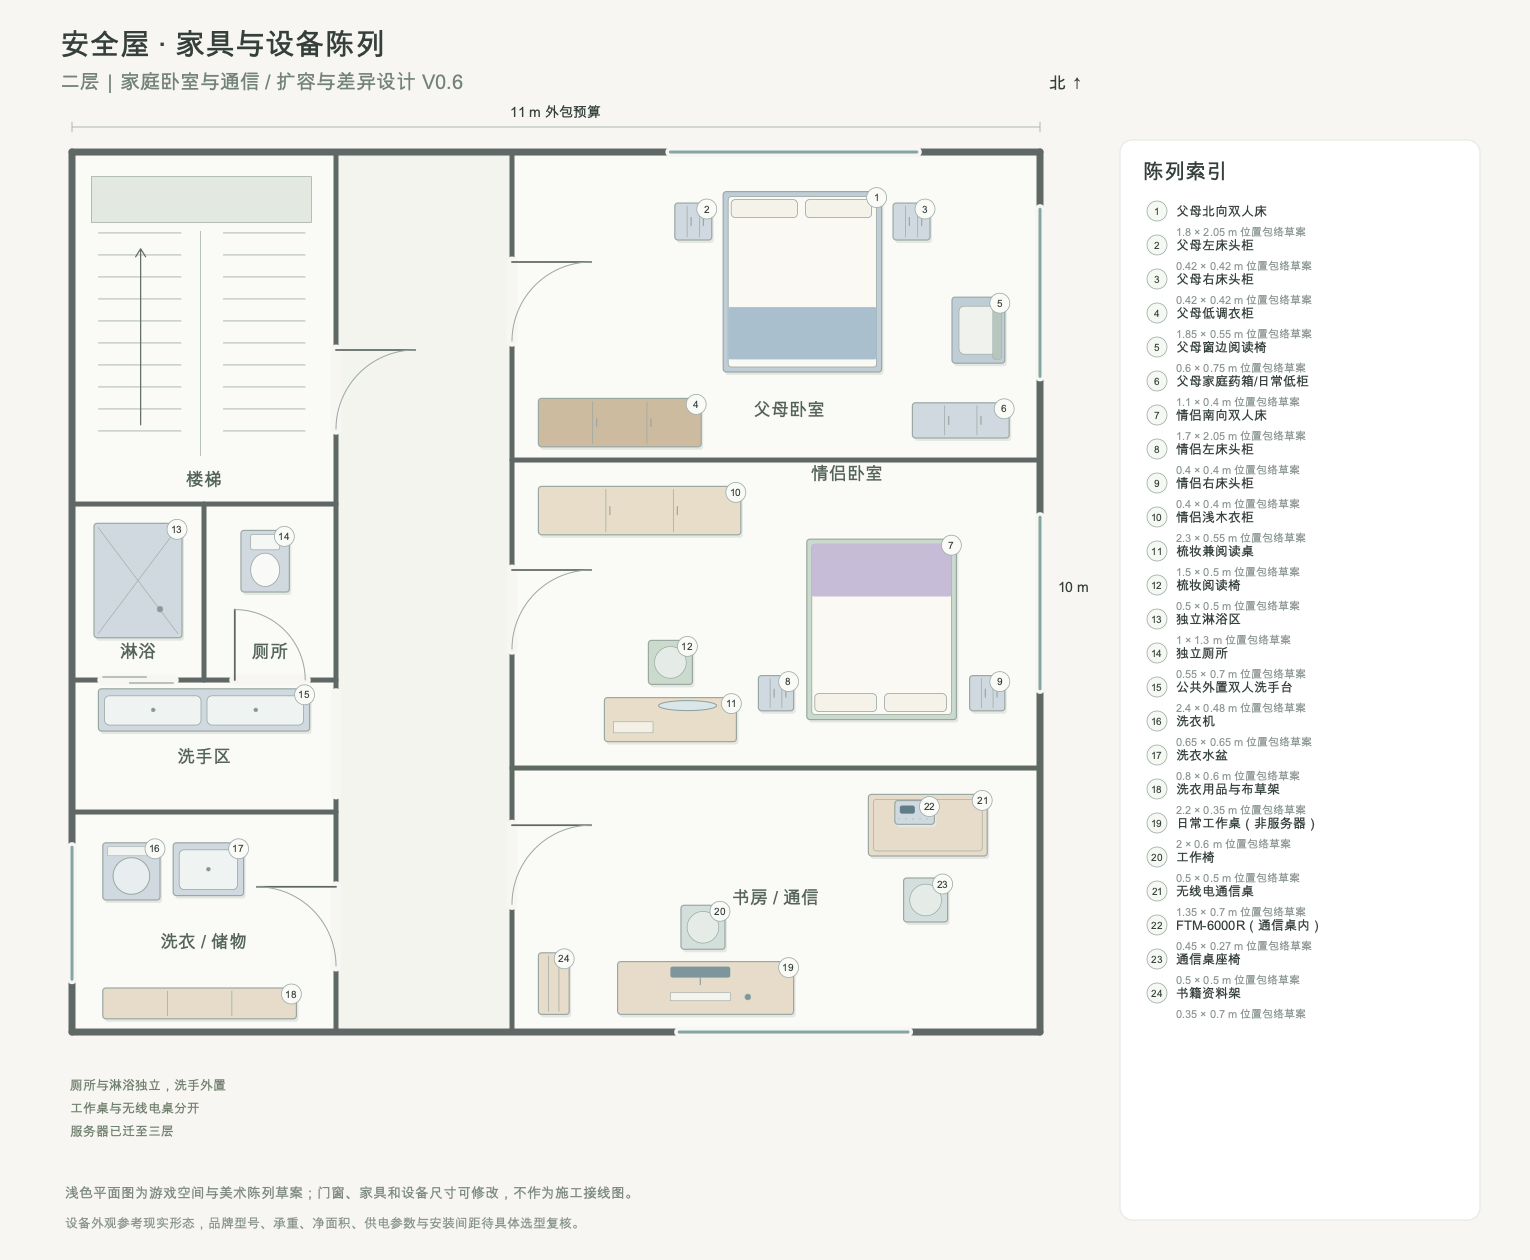 安全屋 · 家具与设备陈列
二层 | 家庭卧室与通信 / 扩容与差异设计 V0.6
北 ↑
11 m 外包预算
陈列索引
1 父母北向双人床
1.8 × 2.05 m 位置包络草案
2 父母左床头柜
0.42 × 0.42 m 位置包络草案
3 父母右床头柜
0.42 × 0.42 m 位置包络草案
4 父母低调衣柜
1.85 × 0.55 m 位置包络草案
5 父母窗边阅读椅
0.6 × 0.75 m 位置包络草案
6 父母家庭药箱/日常低柜
1.1 × 0.4 m 位置包络草案
7 情侣南向双人床
1.7 × 2.05 m 位置包络草案
8 情侣左床头柜
0.4 × 0.4 m 位置包络草案
9 情侣右床头柜
0.4 × 0.4 m 位置包络草案
10 情侣浅木衣柜
2.3 × 0.55 m 位置包络草案
11 梳妆兼阅读桌
1.5 × 0.5 m 位置包络草案
12 梳妆阅读椅
0.5 × 0.5 m 位置包络草案
13 独立淋浴区
1 × 1.3 m 位置包络草案
14 独立厕所
0.55 × 0.7 m 位置包络草案
15 公共外置双人洗手台
2.4 × 0.48 m 位置包络草案
16 洗衣机
0.65 × 0.65 m 位置包络草案
17 洗衣水盆
0.8 × 0.6 m 位置包络草案
18 洗衣用品与布草架
2.2 × 0.35 m 位置包络草案
19 日常工作桌（非服务器）
2 × 0.6 m 位置包络草案
20 工作椅
0.5 × 0.5 m 位置包络草案
21 无线电通信桌
1.35 × 0.7 m 位置包络草案
22 FTM-6000R（通信桌内）
0.45 × 0.27 m 位置包络草案
23 通信桌座椅
0.5 × 0.5 m 位置包络草案
24 书籍资料架
0.35 × 0.7 m 位置包络草案
1
2
3
5
4
6
父母卧室
楼梯
情侣卧室
10
13
14
7
10 m
淋浴
厕所
12
8
9
15
11
洗手区
21
22
16
17
23
书房 / 通信
20
洗衣 / 储物
24
19
18
厕所与淋浴独立，洗手外置
工作桌与无线电桌分开
服务器已迁至三层
浅色平面图为游戏空间与美术陈列草案；门窗、家具和设备尺寸可修改，不作为施工接线图。
设备外观参考现实形态，品牌型号、承重、净面积、供电参数与安装间距待具体选型复核。